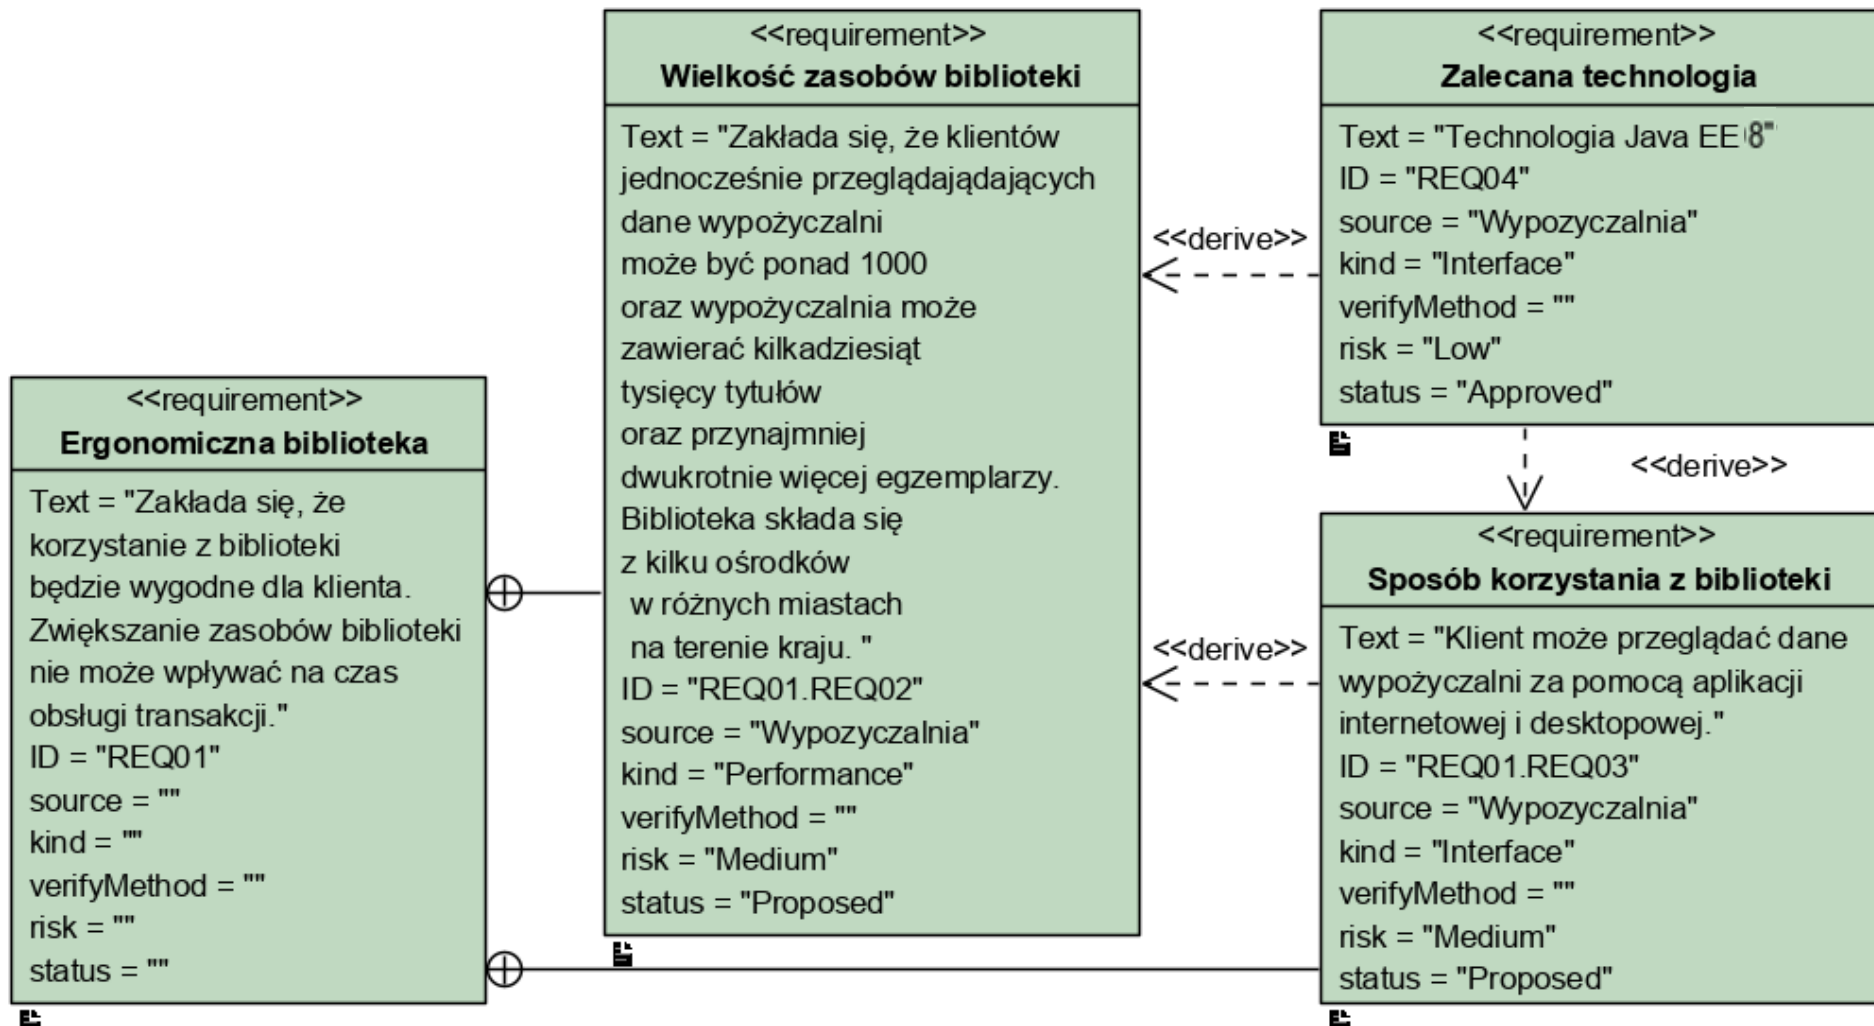 <<requirement>>
Ergonomiczna biblioteka
Text = "Zakłada się, że
korzystanie z biblioteki
będzie wygodne dla klienta.
Zwiększanie zasobów biblioteki
nie może wpływać na czas
obsługi transakcji."
ID = "REQ01"
source = ""
kind = ""
verifyMethod = ""
risk = ""
status = ""
<<requirement>>
Wielkość zasobów biblioteki
Text = "Zakłada się, że klientów
jednocześnie przeglądajądających
dane wypożyczalni
może być ponad 1000
oraz wypożyczalnia może
zawierać kilkadziesiąt
tysięcy tytułów
oraz przynajmniej
dwukrotnie więcej egzemplarzy.
Biblioteka składa się
z kilku ośrodków
w różnych miastach
na terenie kraju. "
ID = "REQ01.REQ02"
source = "Wypozyczalnia"
kind = "Performance"
verifyMethod = ""
risk = "Medium"
status = "Proposed"
<<derive>>
<<derive>>
<<requirement>>
Zalecana technologia
Text = "Technologia Java EE 8"
ID = "REQ04"
source = "Wypozyczalnia"
kind = "Interface"
verifyMethod = ""
risk = "Low"
status = "Approved"
<<derive>>
<<requirement>>
Sposób korzystania z biblioteki
Text = "Klient może przeglądać dane
wypożyczalni za pomocą aplikacji
internetowej i desktopowej."
ID = "REQ01.REQ03"
source = "Wypozyczalnia"
kind = "Interface"
verifyMethod = ""
risk = "Medium"
status = "Proposed"